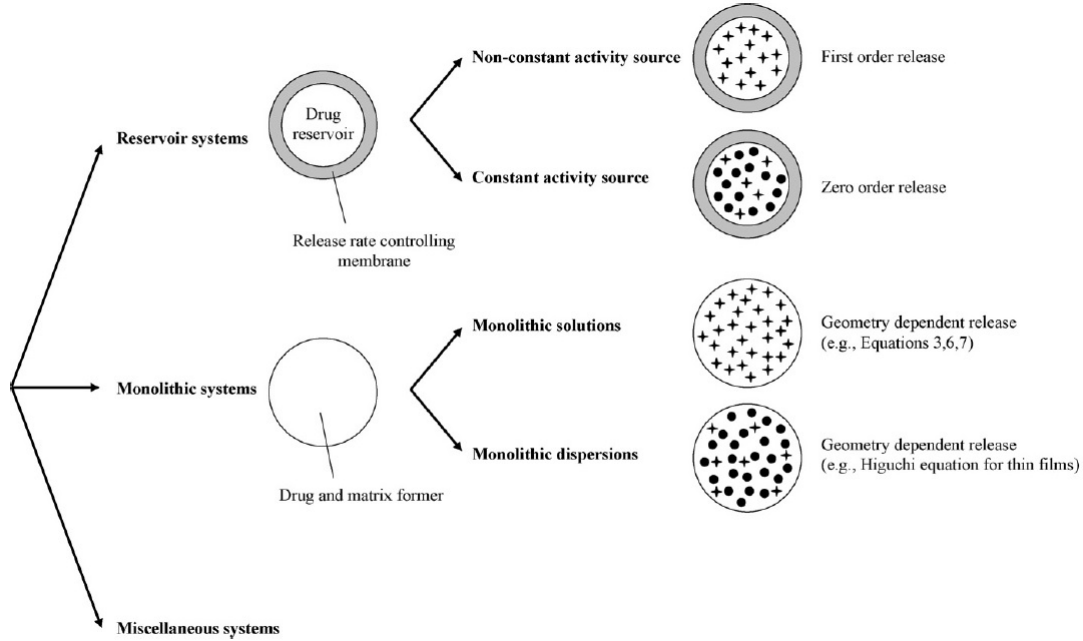 Non-constant activity source
First order release
Drug
reservoir
Reservoir systems
Constant activity source
Zero order release
Release rate controlling
membrane
Monolithic solutions
Geometry dependent release
(e.g., Equations 3,6,7)
Monolithic systems
Monolithic dispersions
Geometry dependent release
(e.g., Higuchi equation for thin films)
Drug and matrix former
Miscellaneous systems